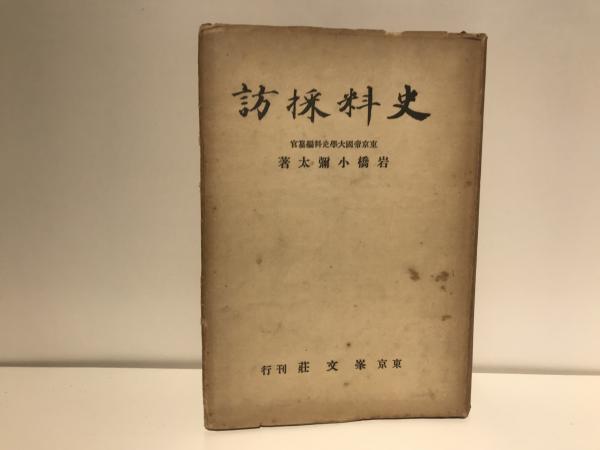 史料採訪
東京帝國大學史料編纂官
岩橋小彌太著
東京 峯文莊 刊行